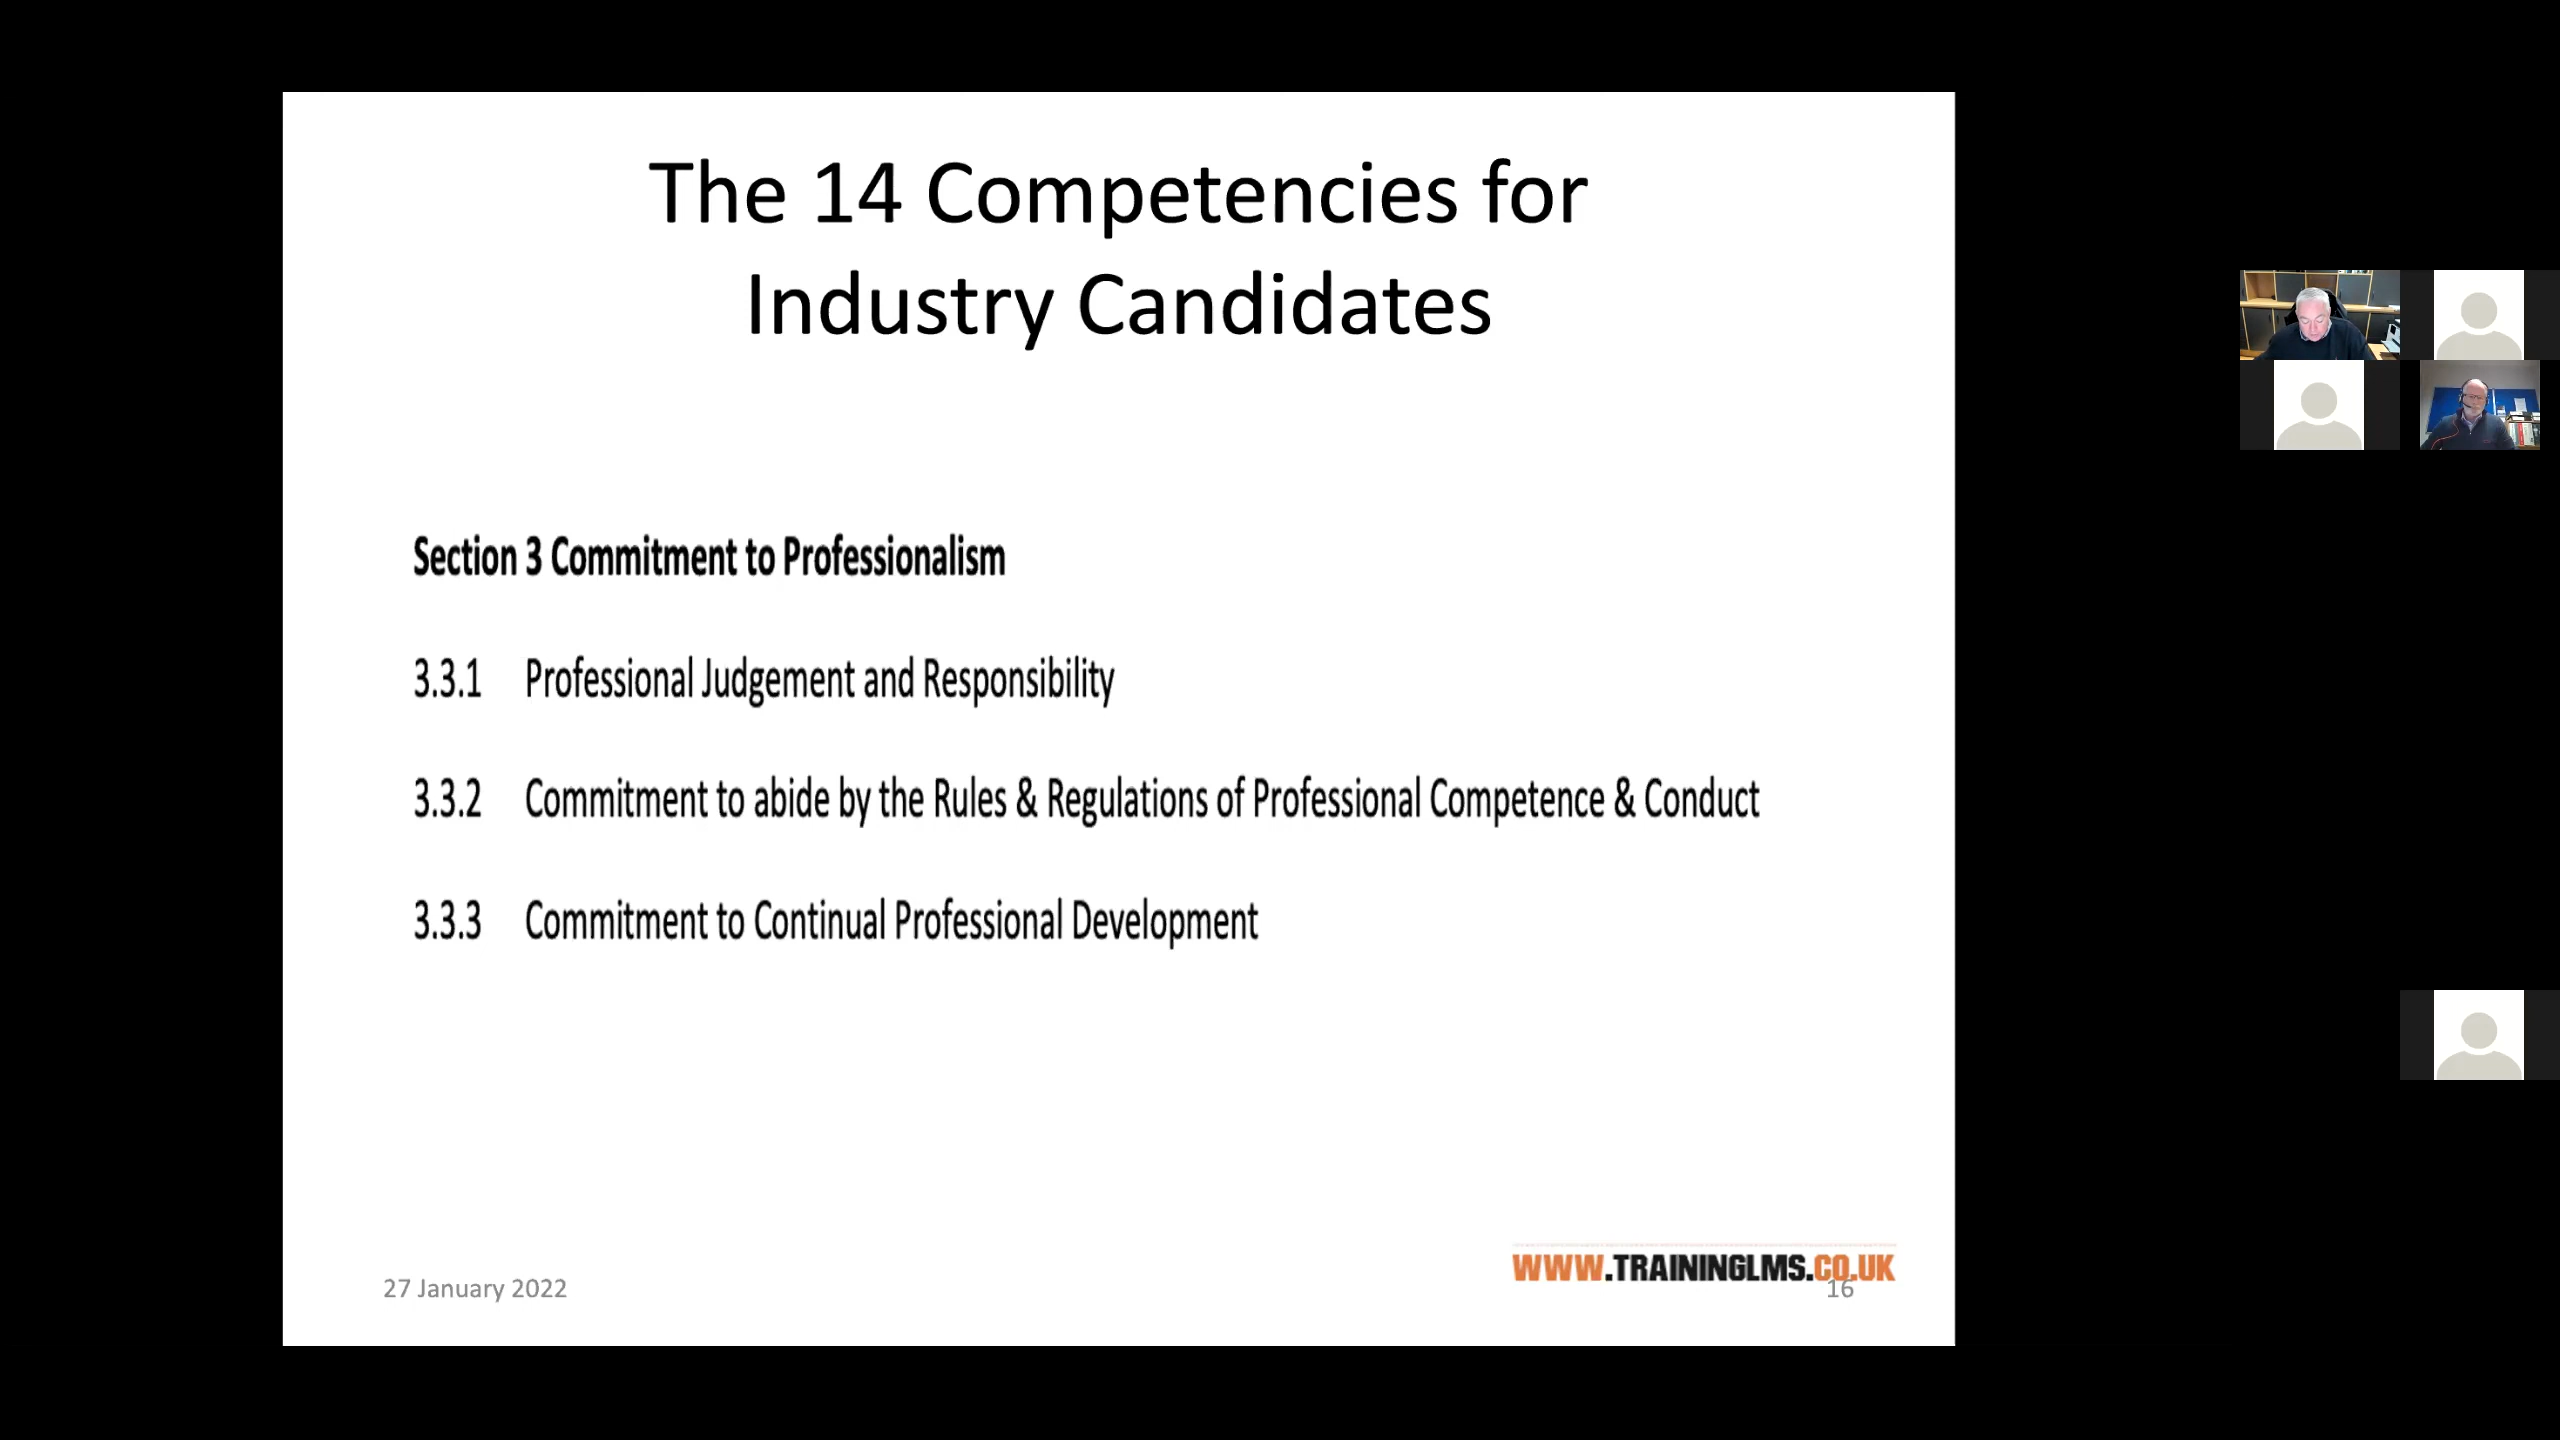 The 14 Competencies for
Industry Candidates
Section 3 Commitment to Professionalism
3.3.1 Professional Judgement and Responsibility
3.3.2 Commitment to abide by the Rules & Regulations of Professional Competence & Conduct
3.3.3 Commitment to Continual Professional Development
WWW.TRAININGLMS.CO.UK
27 January 2022
16